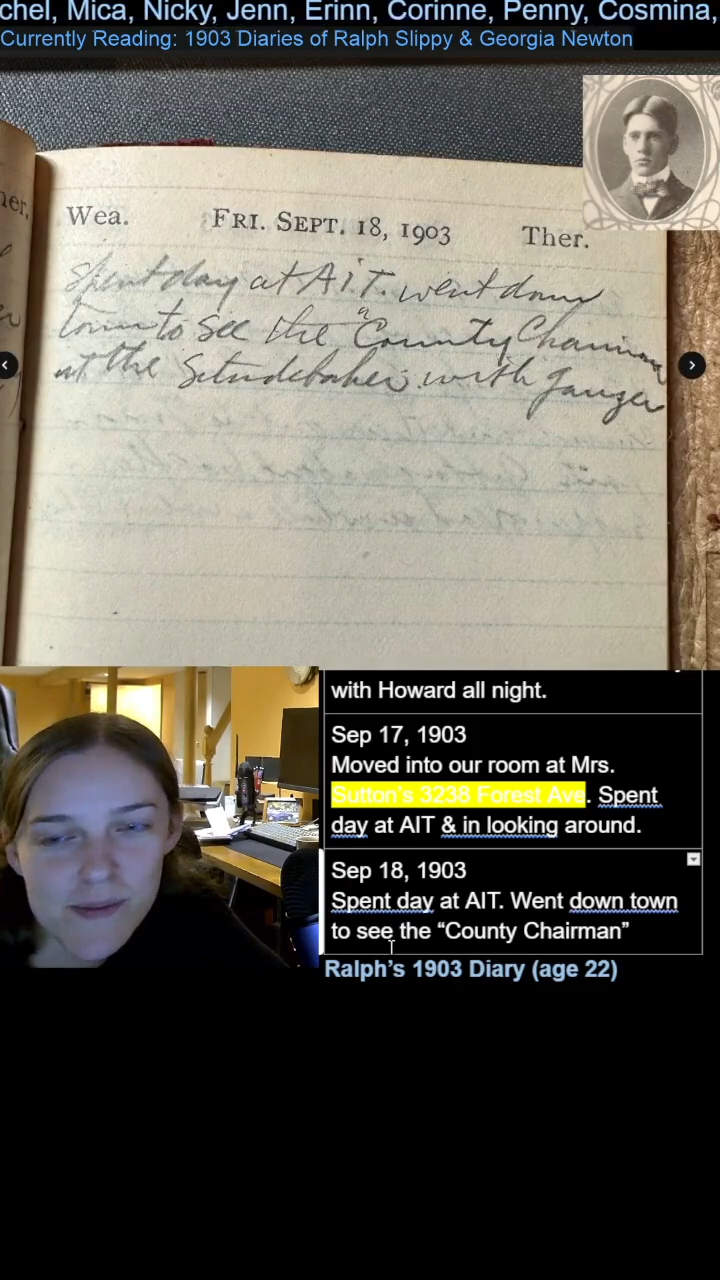 chel, Mica, Nicky, Jenn, Erinn, Corinne, Penny, Cosmina,
Currently Reading: 1903 Diaries of Ralph Slippy & Georgia Newton
her.
Wea. FRI. SEPT. 18, 1903 Ther.
Spent day at A.I.T. went down
town to see the "County Chairman
at the Studebaker. with Gauger
with Howard all night.
Sep 17, 1903
Moved into our room at Mrs.
Sutton's 3238 Forest Ave. Spent
day at AIT & in looking around.
Sep 18, 1903
Spent day at AIT. Went down town
to see the “County Chairman”
Ralph’s 1903 Diary (age 22)